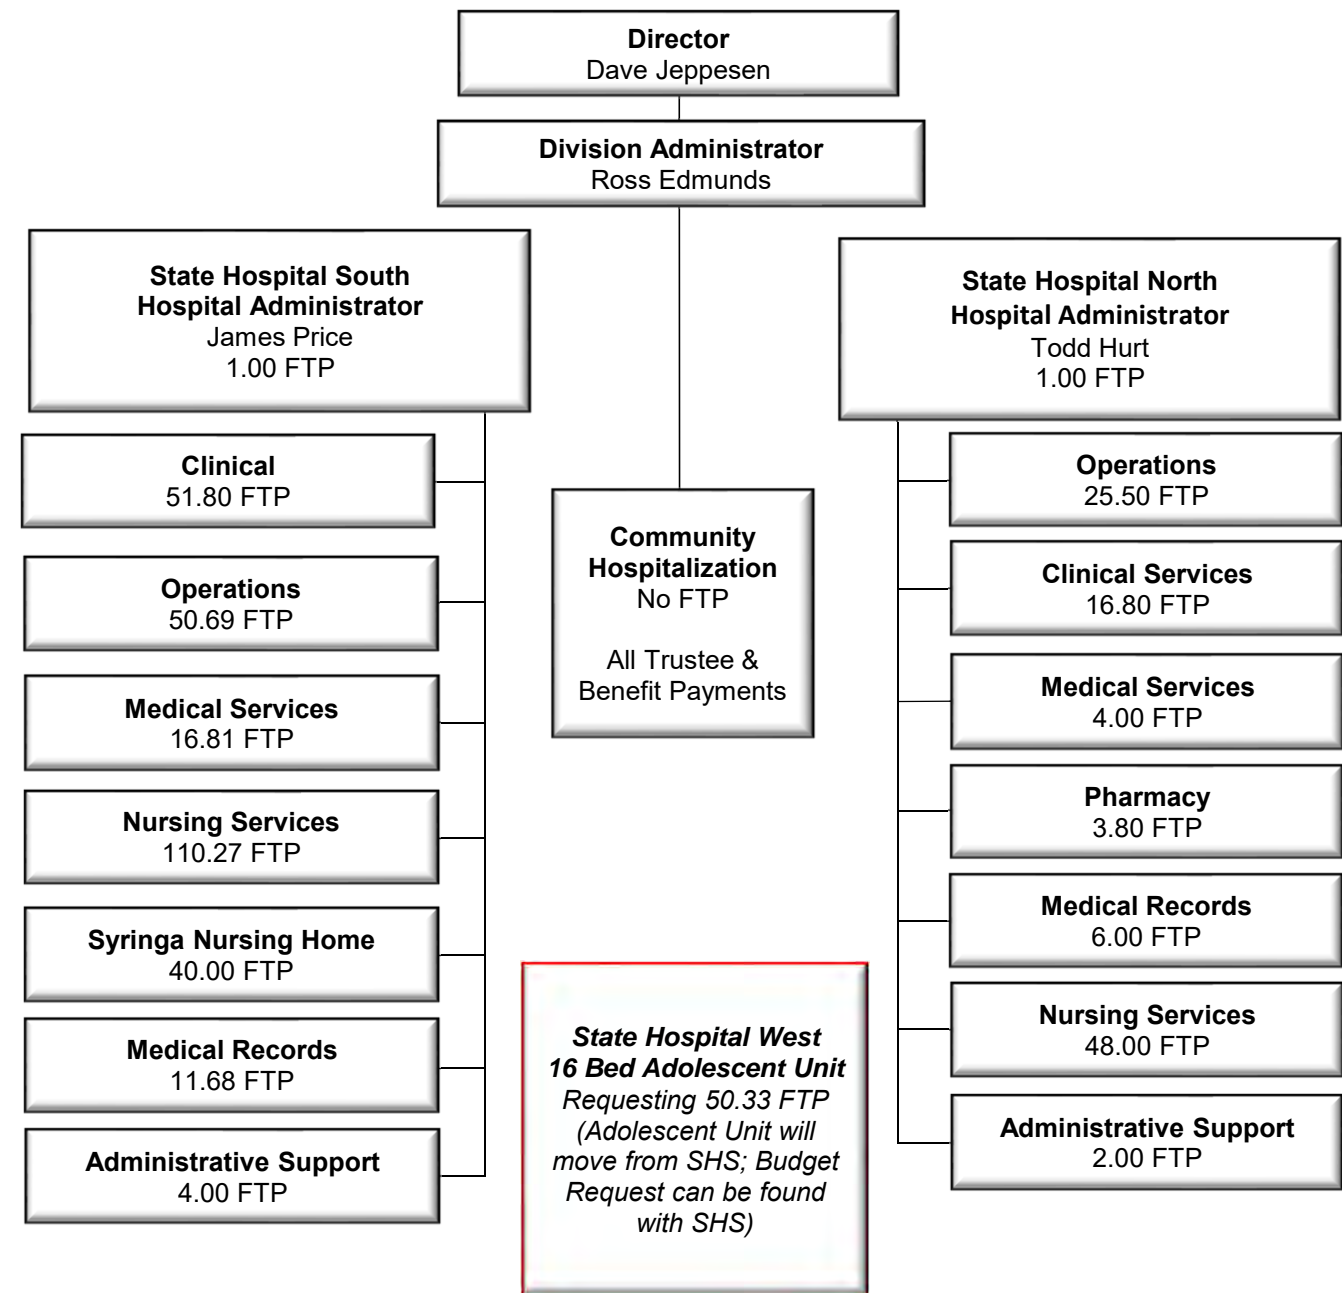 Director
Dave Jeppesen
Division Administrator
Ross Edmunds
State Hospital South
Hospital Administrator
James Price
1.00 FTP
Clinical
51.80 FTP
Operations
50.69 FTP
Medical Services
16.81 FTP
Nursing Services
110.27 FTP
Syringa Nursing Home
40.00 FTP
Medical Records
11.68 FTP
Administrative Support
4.00 FTP
Community
Hospitalization
No FTP
All Trustee &
Benefit Payments
State Hospital West
16 Bed Adolescent Unit
Requesting 50.33 FTP
(Adolescent Unit will
move from SHS; Budget
Request can be found
with SHS)
State Hospital North
Hospital Administrator
Todd Hurt
1.00 FTP
Operations
25.50 FTP
Clinical Services
16.80 FTP
Medical Services
4.00 FTP
Pharmacy
3.80 FTP
Medical Records
6.00 FTP
Nursing Services
48.00 FTP
Administrative Support
2.00 FTP